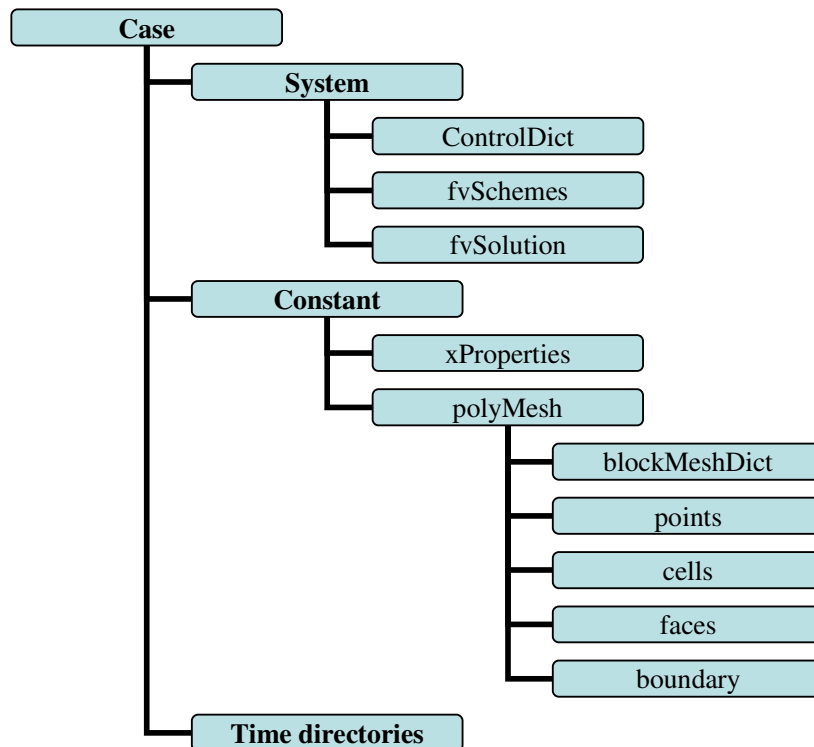 Case
System
ControlDict
fvSchemes
fvSolution
Constant
xProperties
polyMesh
blockMeshDict
points
cells
faces
boundary
Time directories